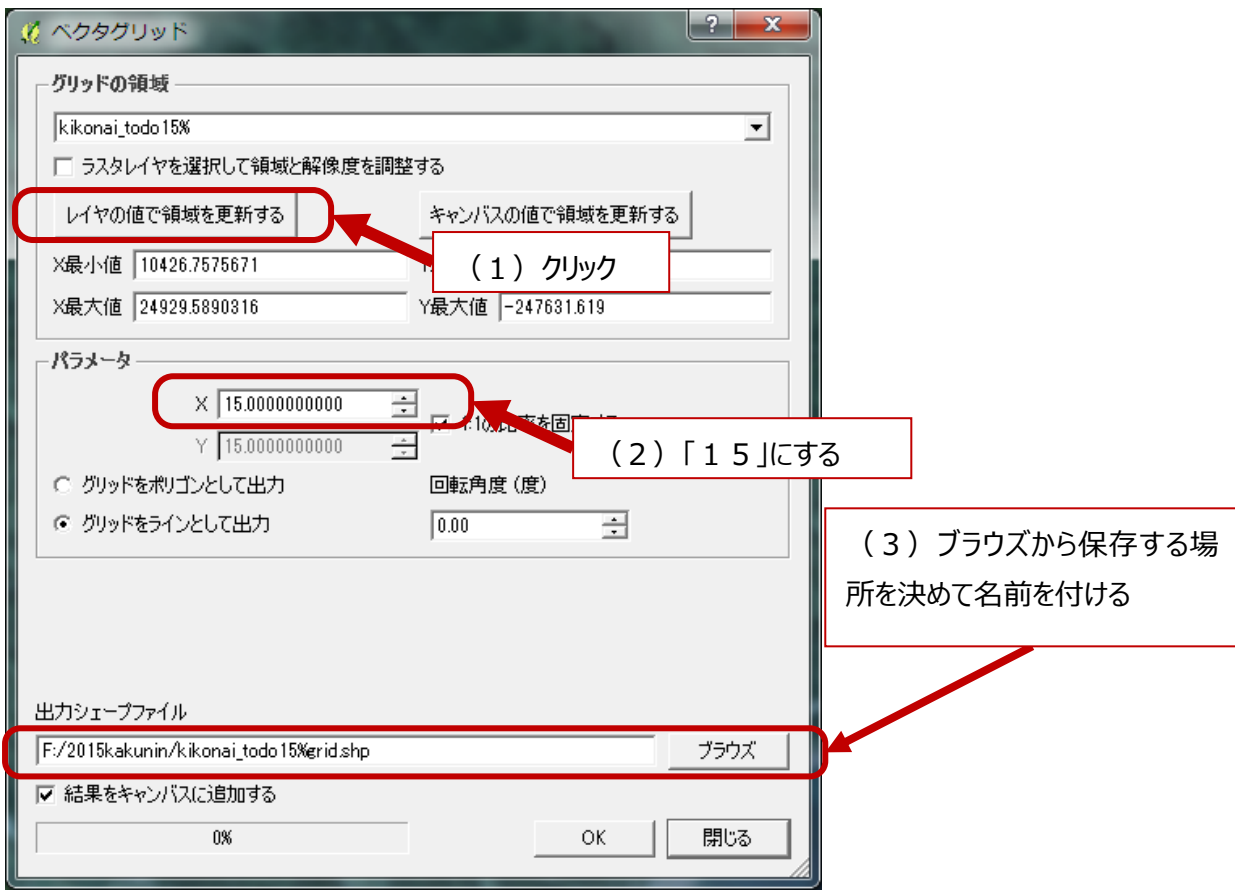 ベクタグリッド
グリッドの領域
kikonai_todo15%
ラスタレイヤを選択して領域と解像度を調整する
レイヤの値で領域を更新する
キャンバスの値で領域を更新する
(1)クリック
X最小値 10426.7575671
X最大値 24929.5890316
Y最大値 -247631.619
パラメータ
X 15.0000000000
Y 15.0000000000
(2)「15」にする
グリッドをポリゴンとして出力
回転角度(度)
グリッドをラインとして出力
0.00
(3)ブラウズから保存する場
所を決めて名前を付ける
出力シェープファイル
F:/2015kakunin/kikonai_todo15%grid.shp
ブラウズ
結果をキャンバスに追加する
0%
OK
閉じる